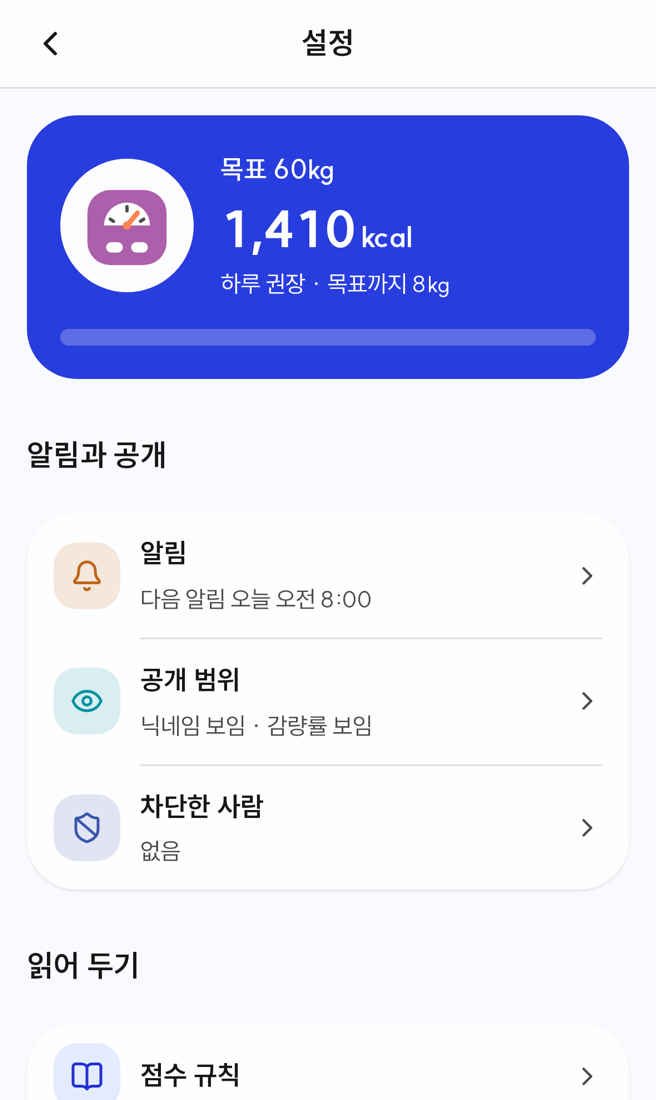 설정
목표 60kg
1,410 kcal
하루 권장 · 목표까지 8kg
알림과 공개
알림
다음 알림 오늘 오전 8:00
공개 범위
닉네임 보임 · 감량률 보임
차단한 사람
없음
읽어 두기
점수 규칙